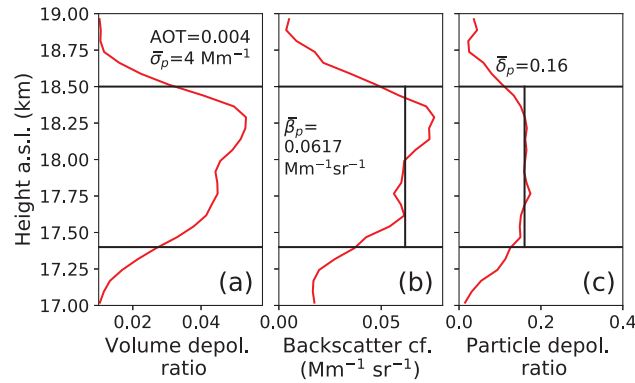 19.00
18.75
18.50
18.25
18.00
17.75
17.50
17.25
17.00
Height a.s.l. (km)
AOT=0.004
σ̅ₚ=4 Mm⁻¹
(a)
0.02 0.04
Volume depol.
ratio
β̅ₚ=
0.0617
Mm⁻¹sr⁻¹
(b)
0.00 0.05
Backscatter cf.
(Mm⁻¹ sr⁻¹)
δ̅ₚ=0.16
(c)
0.0 0.2 0.4
Particle depol.
ratio